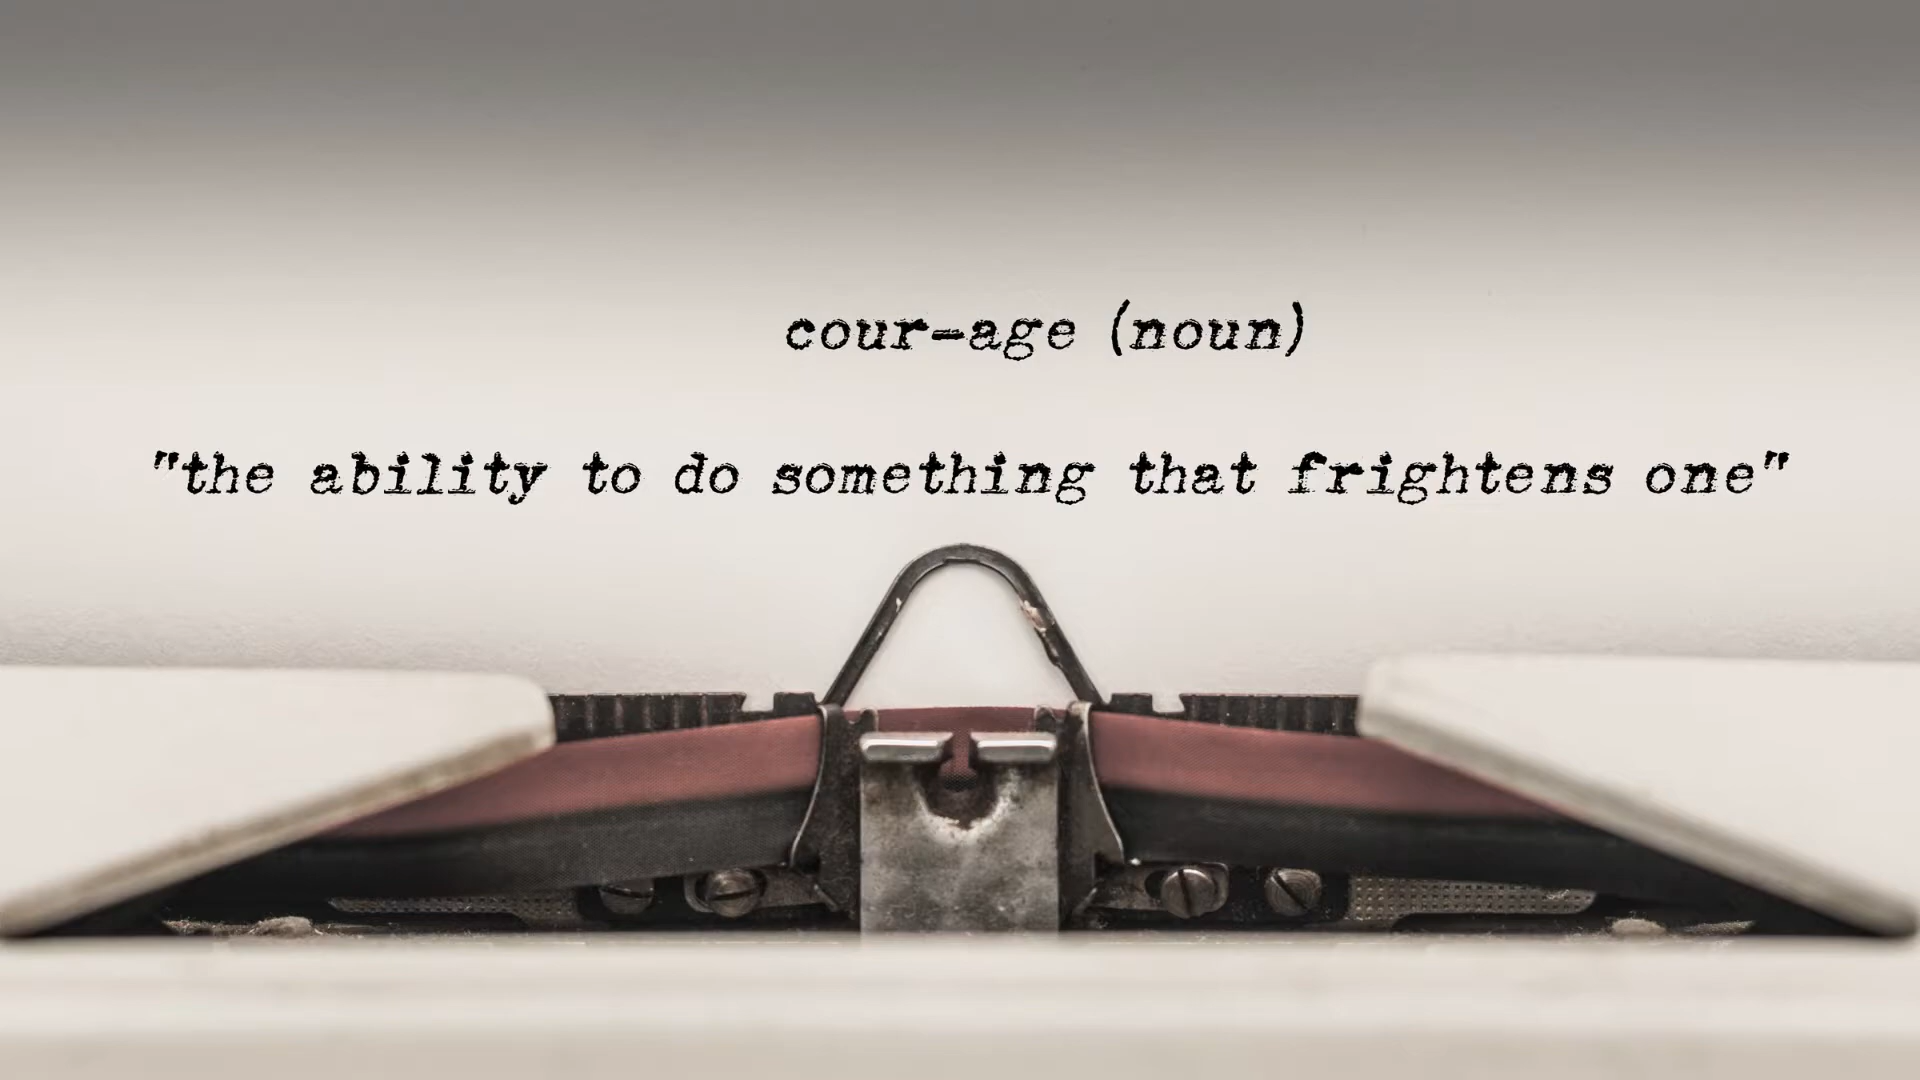 cour-age (noun)
"the ability to do something that frightens one"